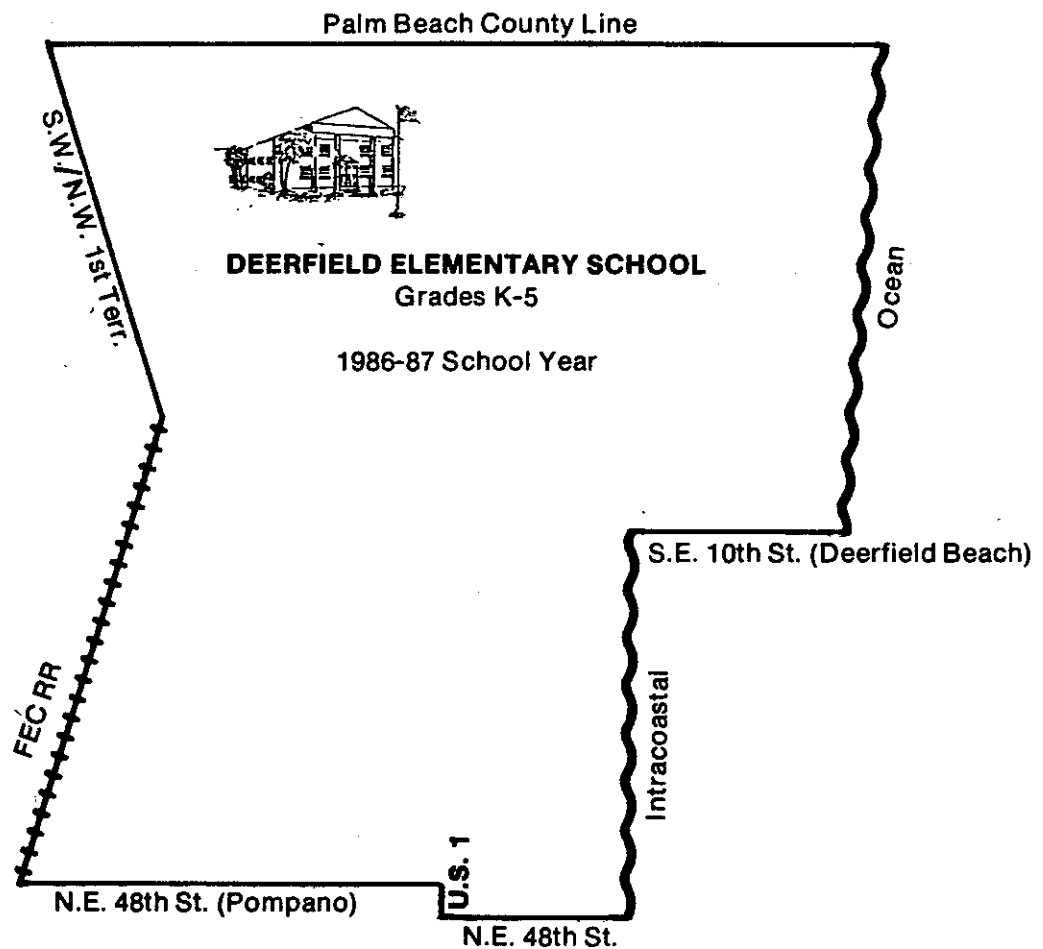 Palm Beach County Line
S.W./N.W. 1st Terr.
DEERFIELD ELEMENTARY SCHOOL
Grades K-5
1986-87 School Year
Ocean
S.E. 10th St. (Deerfield Beach)
FEC RR
Intracoastal
U.S. 1
N.E. 48th St. (Pompano)
N.E. 48th St.